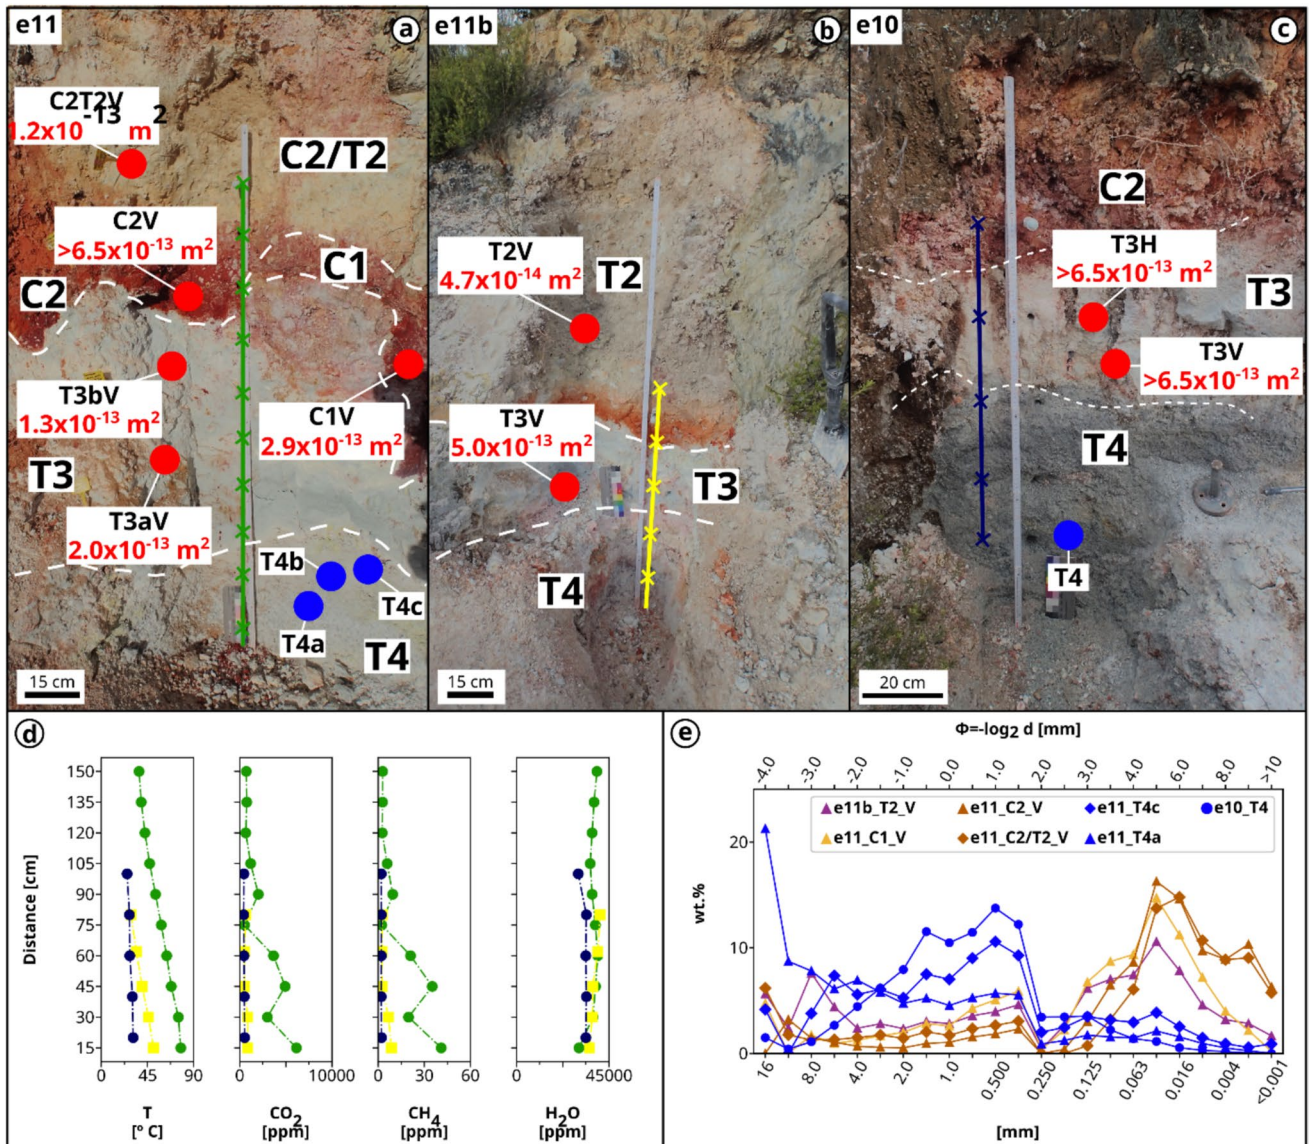 e11
a
C2T2V
1.2x10-13 m2
C2/T2
C2V
>6.5x10-13 m2
C1
C2
T3bV
1.3x10-13 m2
C1V
2.9x10-13 m2
T3
T3aV
2.0x10-13 m2
T4b
T4c
T4a
T4
15 cm
e11b
b
T2V
4.7x10-14 m2
T2
T3V
5.0x10-13 m2
T3
T4
15 cm
e10
c
C2
T3H
>6.5x10-13 m2
T3
T3V
>6.5x10-13 m2
T4
T4
20 cm
d
Distance [cm]
150
135
120
105
90
75
60
45
30
15
0 45 90
0 10000
0 30 60
0 45000
T
[° C]
CO2
[ppm]
CH4
[ppm]
H2O
[ppm]
e
Φ=-log2 d [mm]
-4.0 -3.0 -2.0 -1.0 0.0 1.0 2.0 3.0 4.0 6.0 8.0 >10
e11b_T2_V e11_C2_V e11_T4c e10_T4
e11_C1_V e11_C2/T2_V e11_T4a
wt.%
20
10
0
16 8.0 4.0 2.0 1.0 0.500 0.250 0.125 0.063 0.016 0.004 <0.001
[mm]